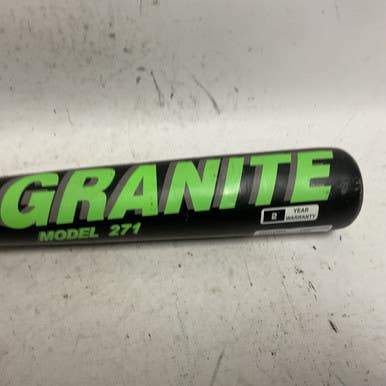 GRANITE
MODEL 271
2 YEAR
WARRANTY